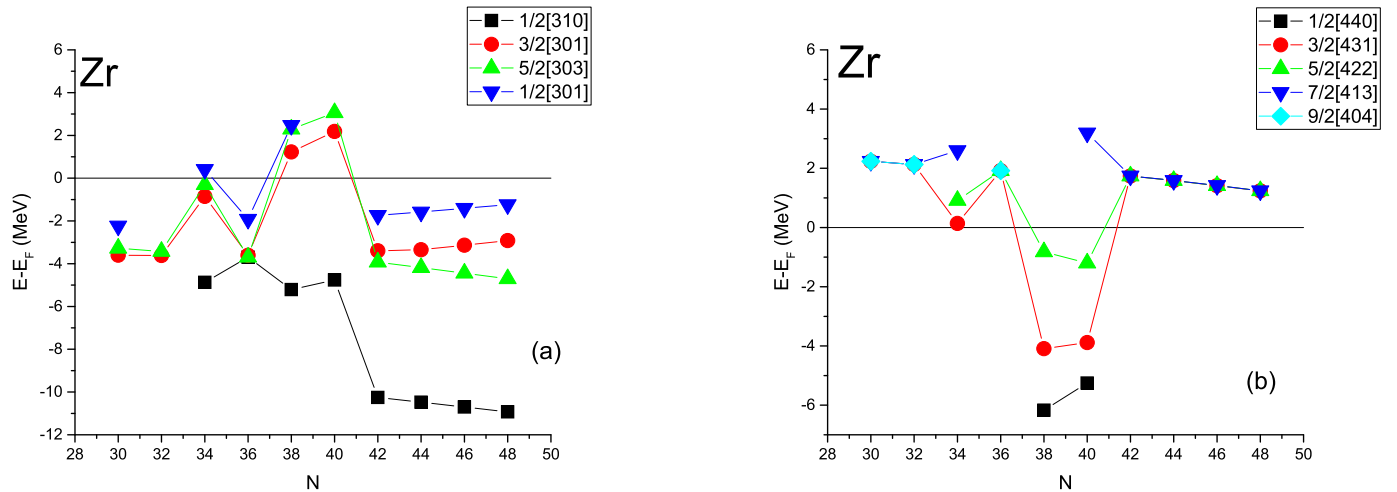 1/2[310]
3/2[301]
5/2[303]
1/2[301]
Zr
6
4
2
0
-2
-4
-6
-8
-10
-12
E-E_F (MeV)
(a)
28 30 32 34 36 38 40 42 44 46 48 50
N
1/2[440]
3/2[431]
5/2[422]
7/2[413]
9/2[404]
Zr
6
4
2
0
-2
-4
-6
E-E_F (MeV)
(b)
28 30 32 34 36 38 40 42 44 46 48 50
N